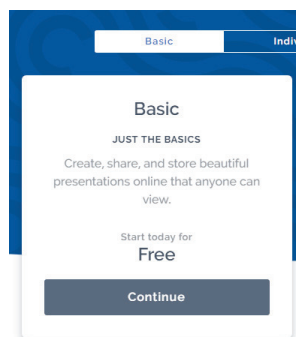 Basic
Basic
JUST THE BASICS
Create, share, and store beautiful
presentations online that anyone can
view.
Start today for
Free
Continue